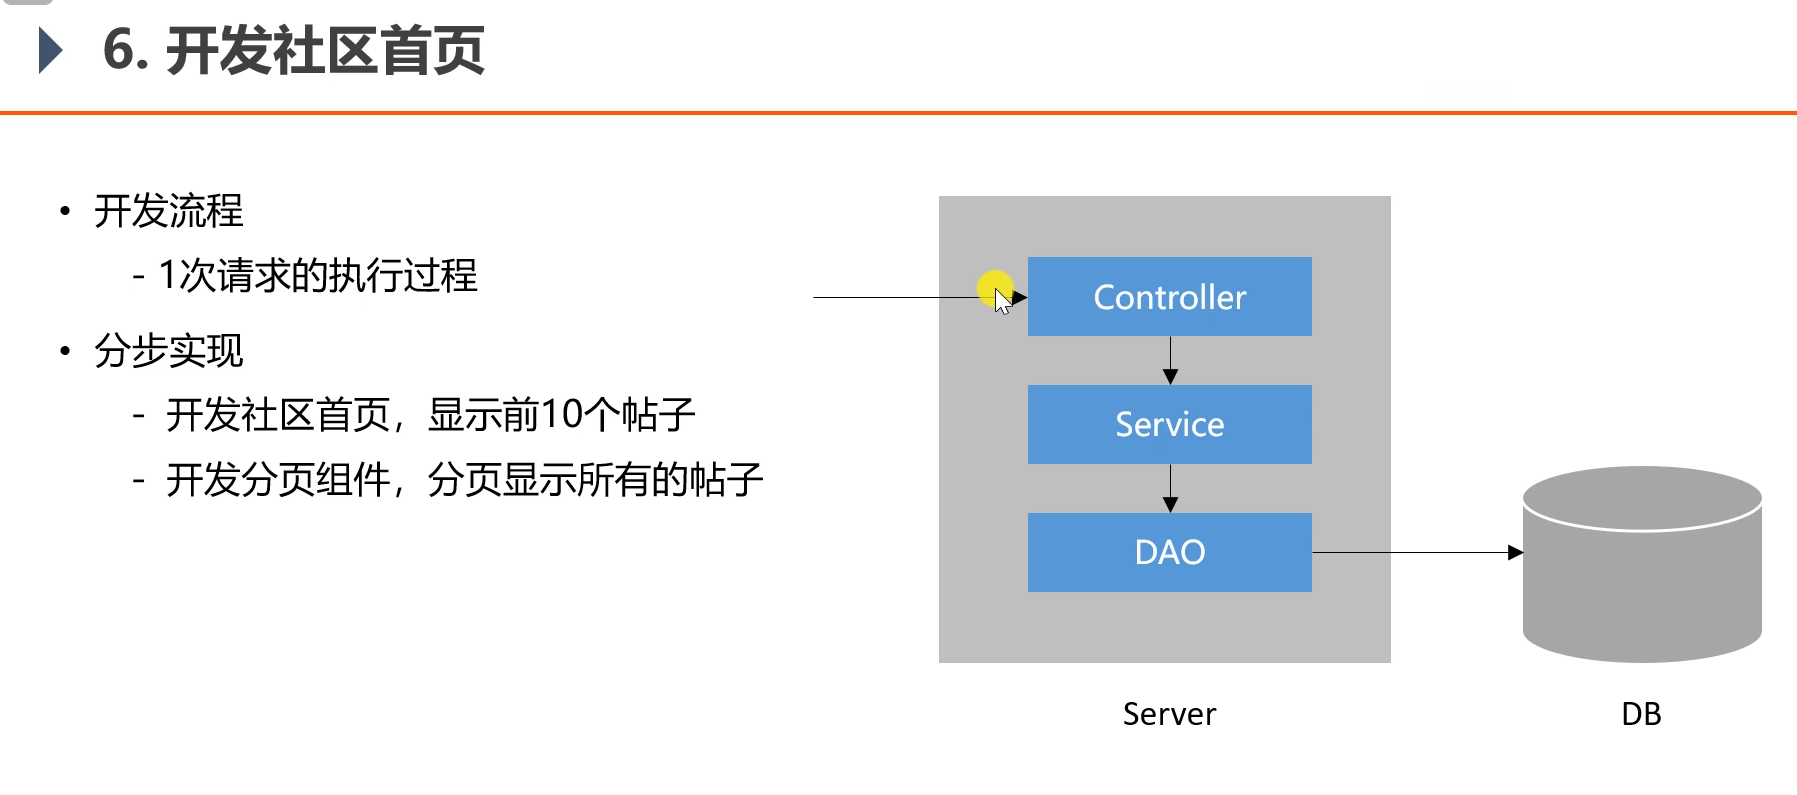 6. 开发社区首页
• 开发流程
- 1次请求的执行过程
• 分步实现
- 开发社区首页，显示前10个帖子
- 开发分页组件，分页显示所有的帖子
Controller
Service
DAO
Server
DB